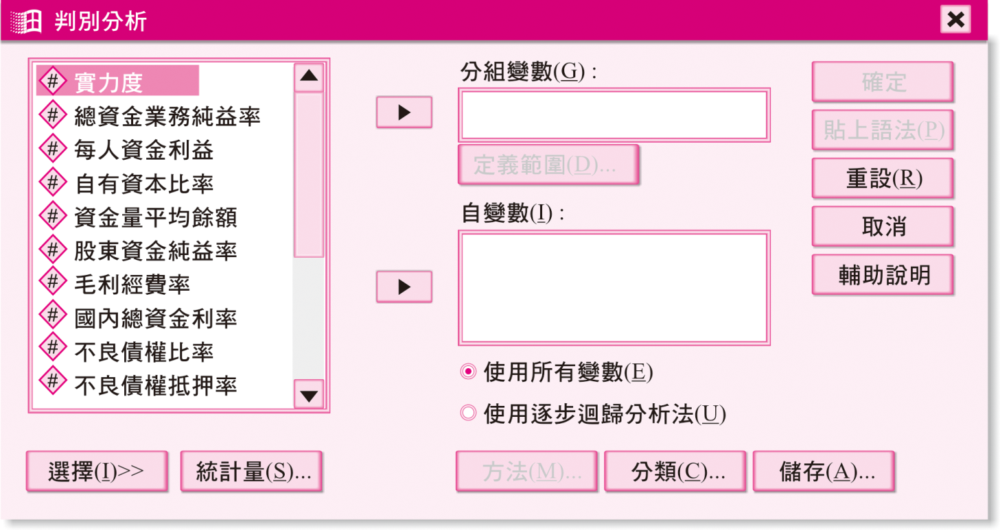 判別分析
# 實力度
# 總資金業務純益率
# 每人資金利益
# 自有資本比率
# 資金量平均餘額
# 股東資金純益率
# 毛利經費率
# 國內總資金利率
# 不良債權比率
# 不良債權抵押率
選擇(I)>>
統計量(S)...
分組變數(G) :
定義範圍(D)...
自變數(I) :
使用所有變數(E)
使用逐步迴歸分析法(U)
方法(M)...
分類(C)...
儲存(A)...
確定
貼上語法(P)
重設(R)
取消
輔助說明